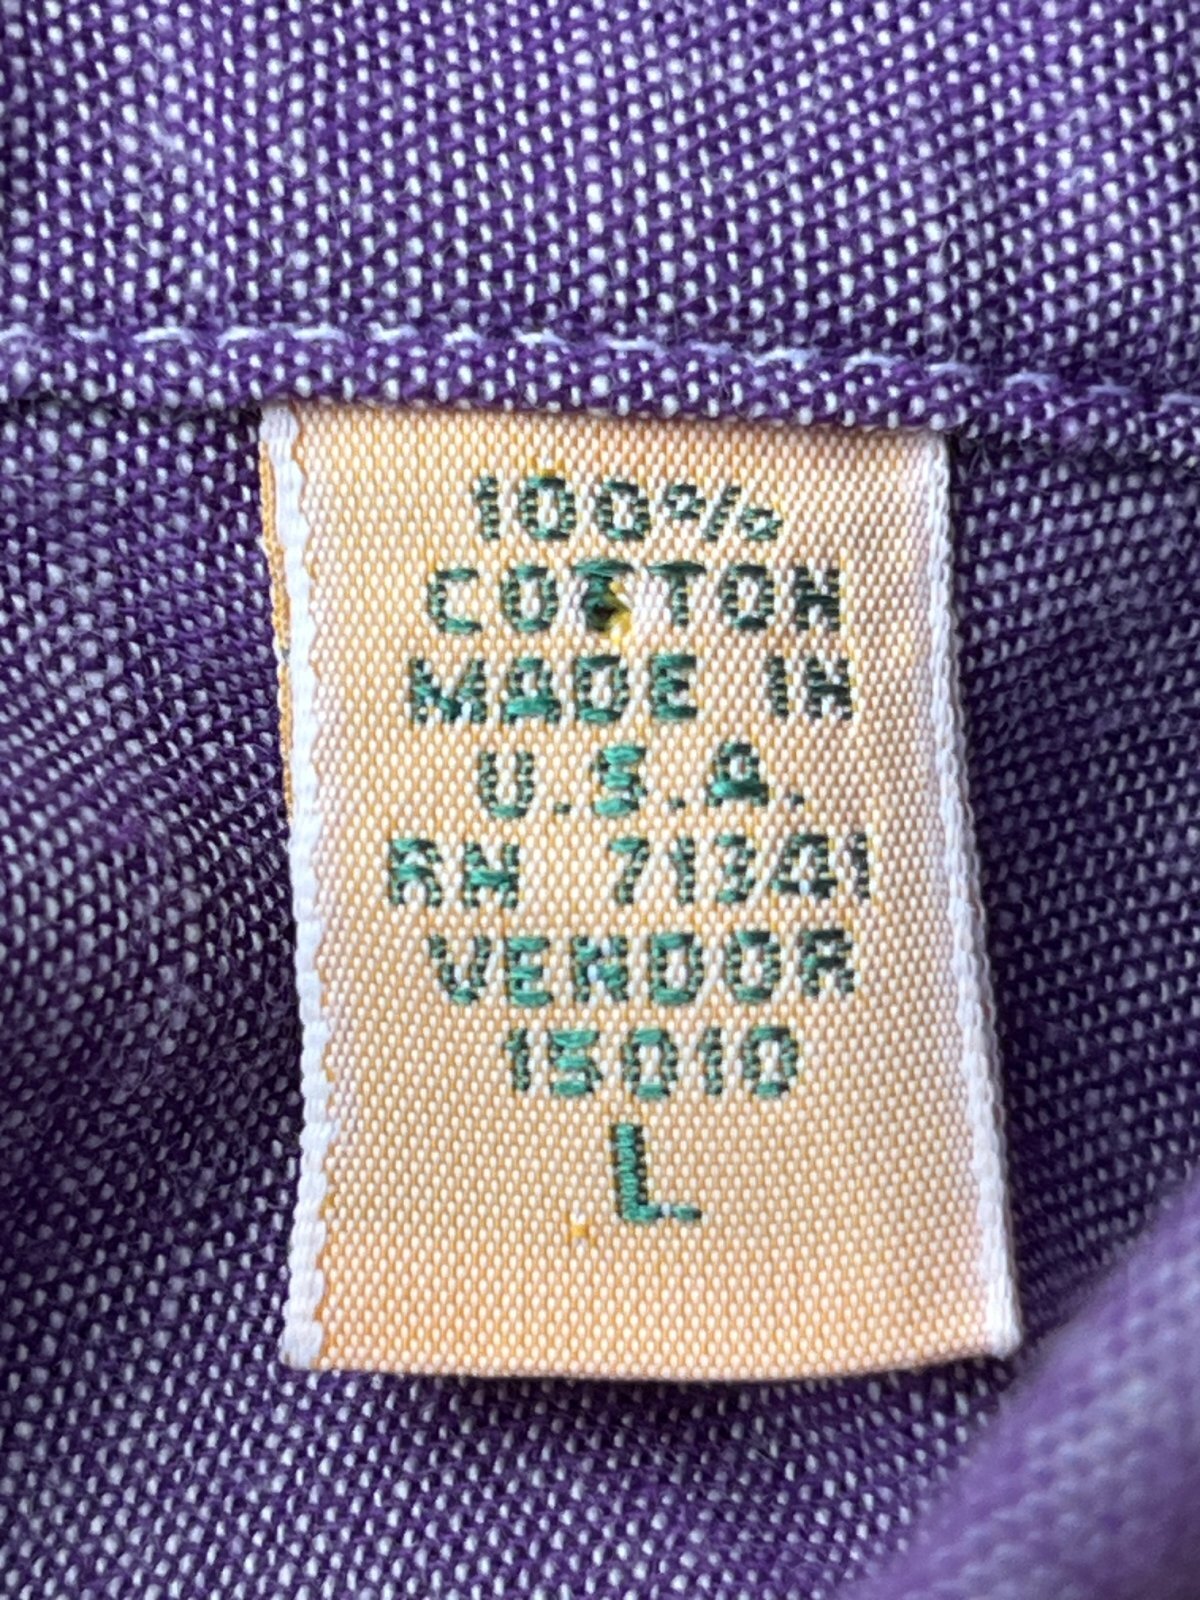 100%
COTTON
MADE IN
U.S.A.
RN 71341
VENDOR
15010
L